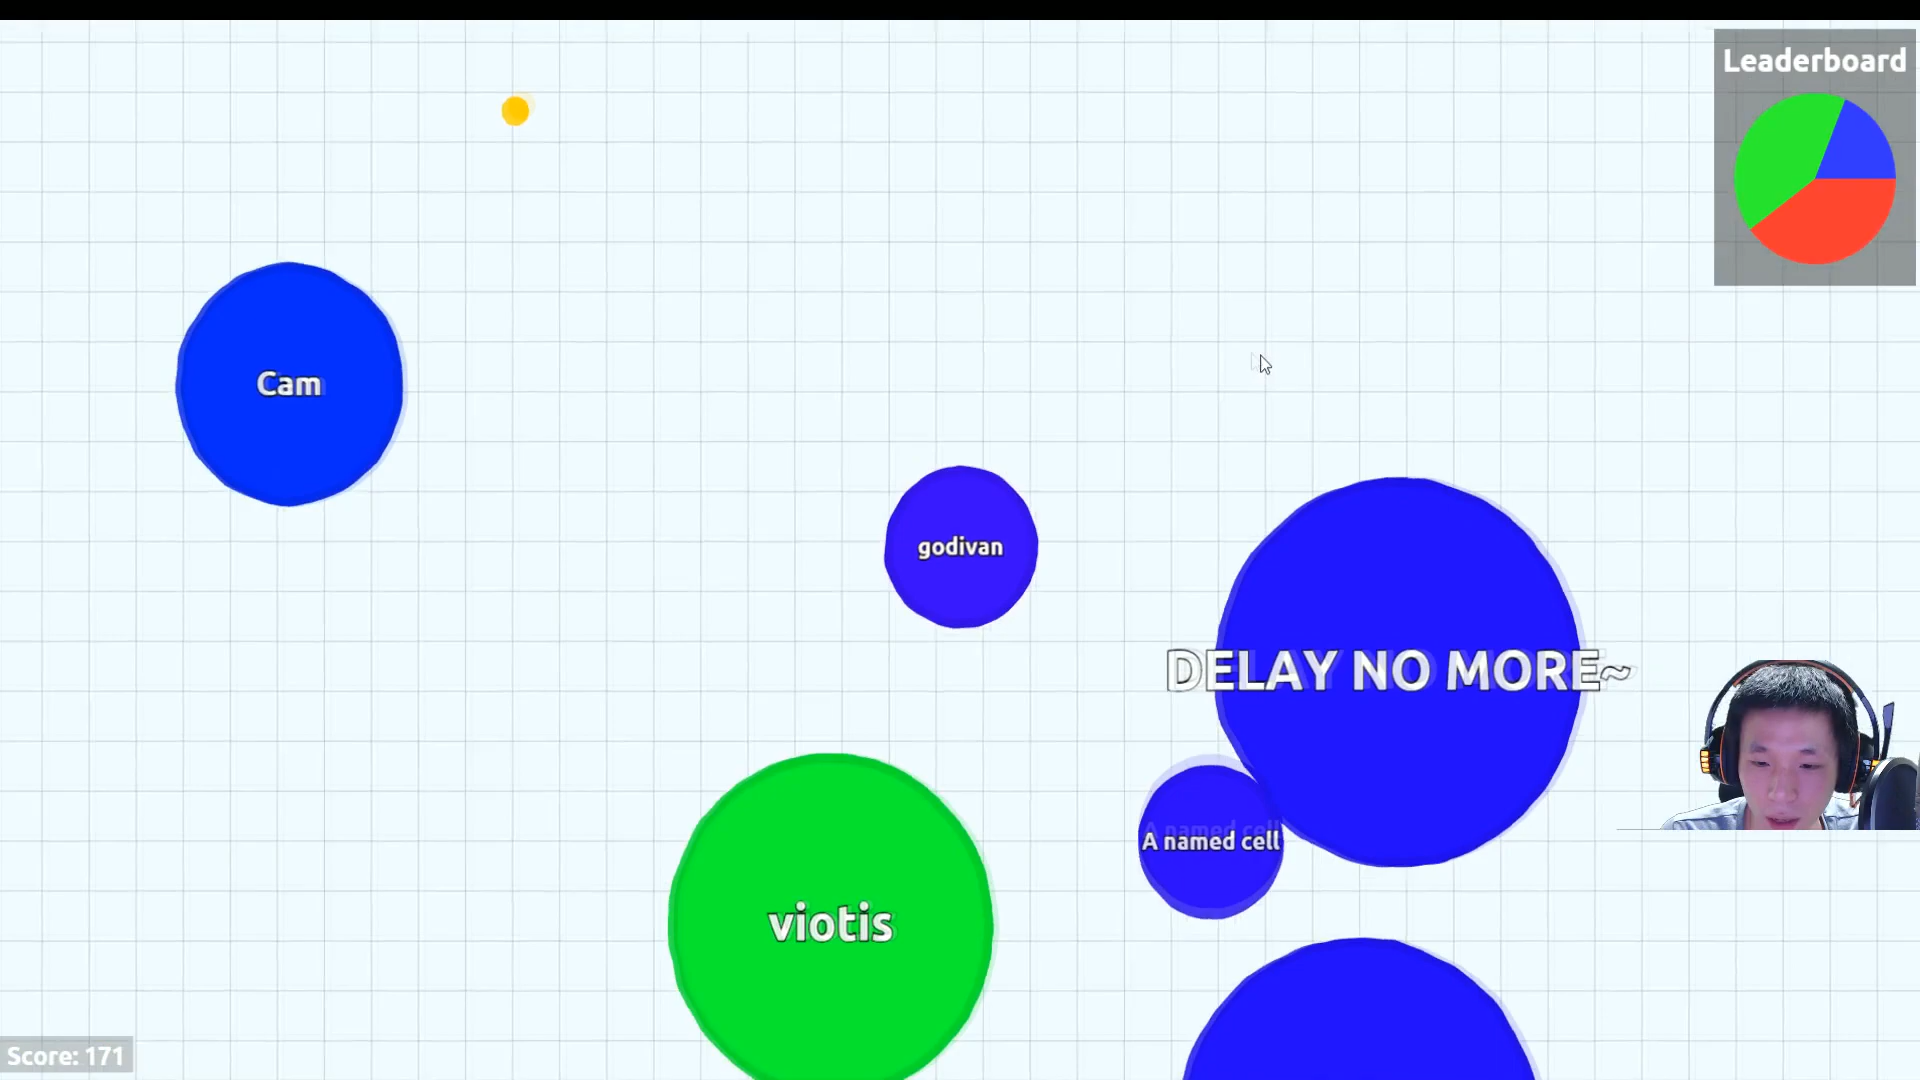 Leaderboard
Cam
godivan
DELAY NO MORE~
A named cell
viotis
Score: 171